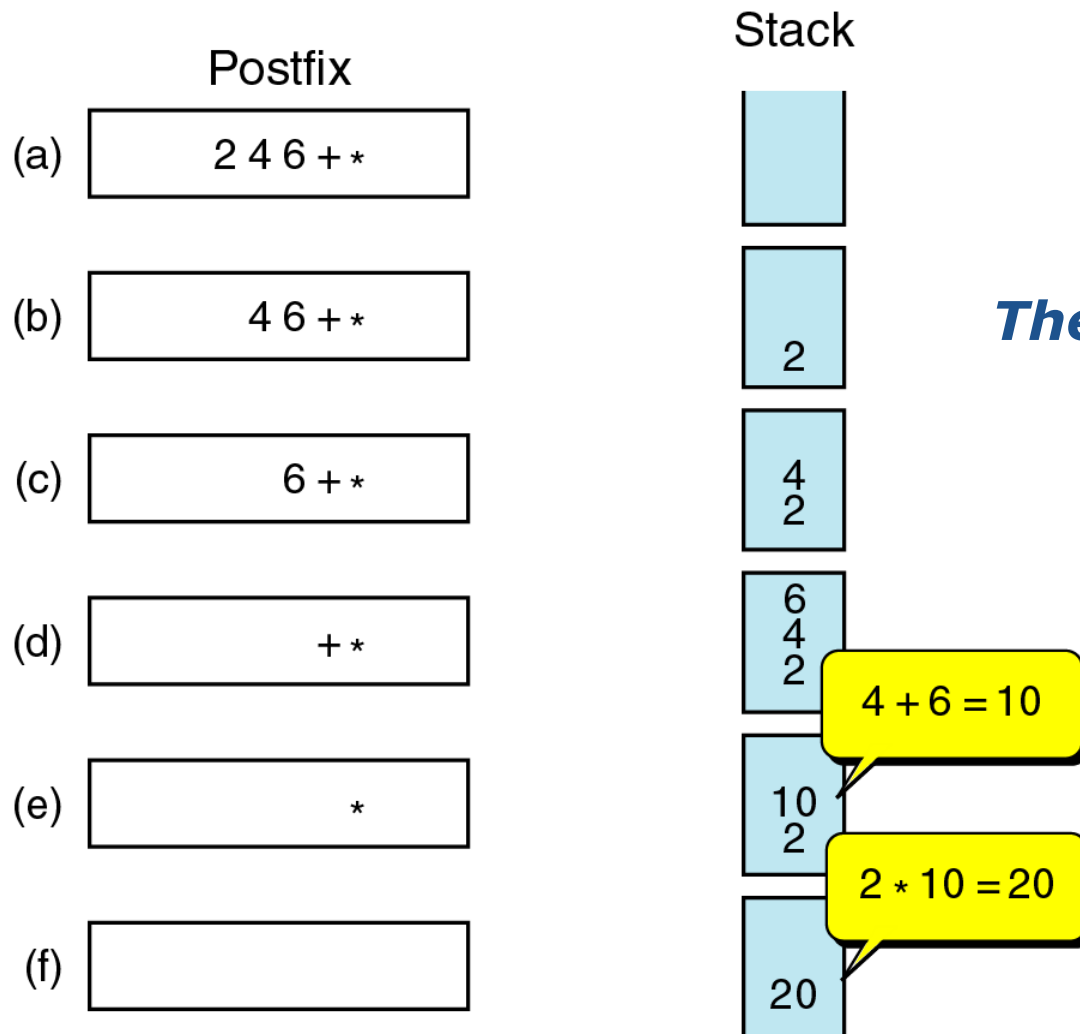 Stack
Postfix
(a) 2 4 6 + *
(b) 4 6 + * 2
The
(c) 6 + * 4
2
(d) + * 6
4
2
4 + 6 = 10
(e) * 10
2
2 * 10 = 20
(f) 20